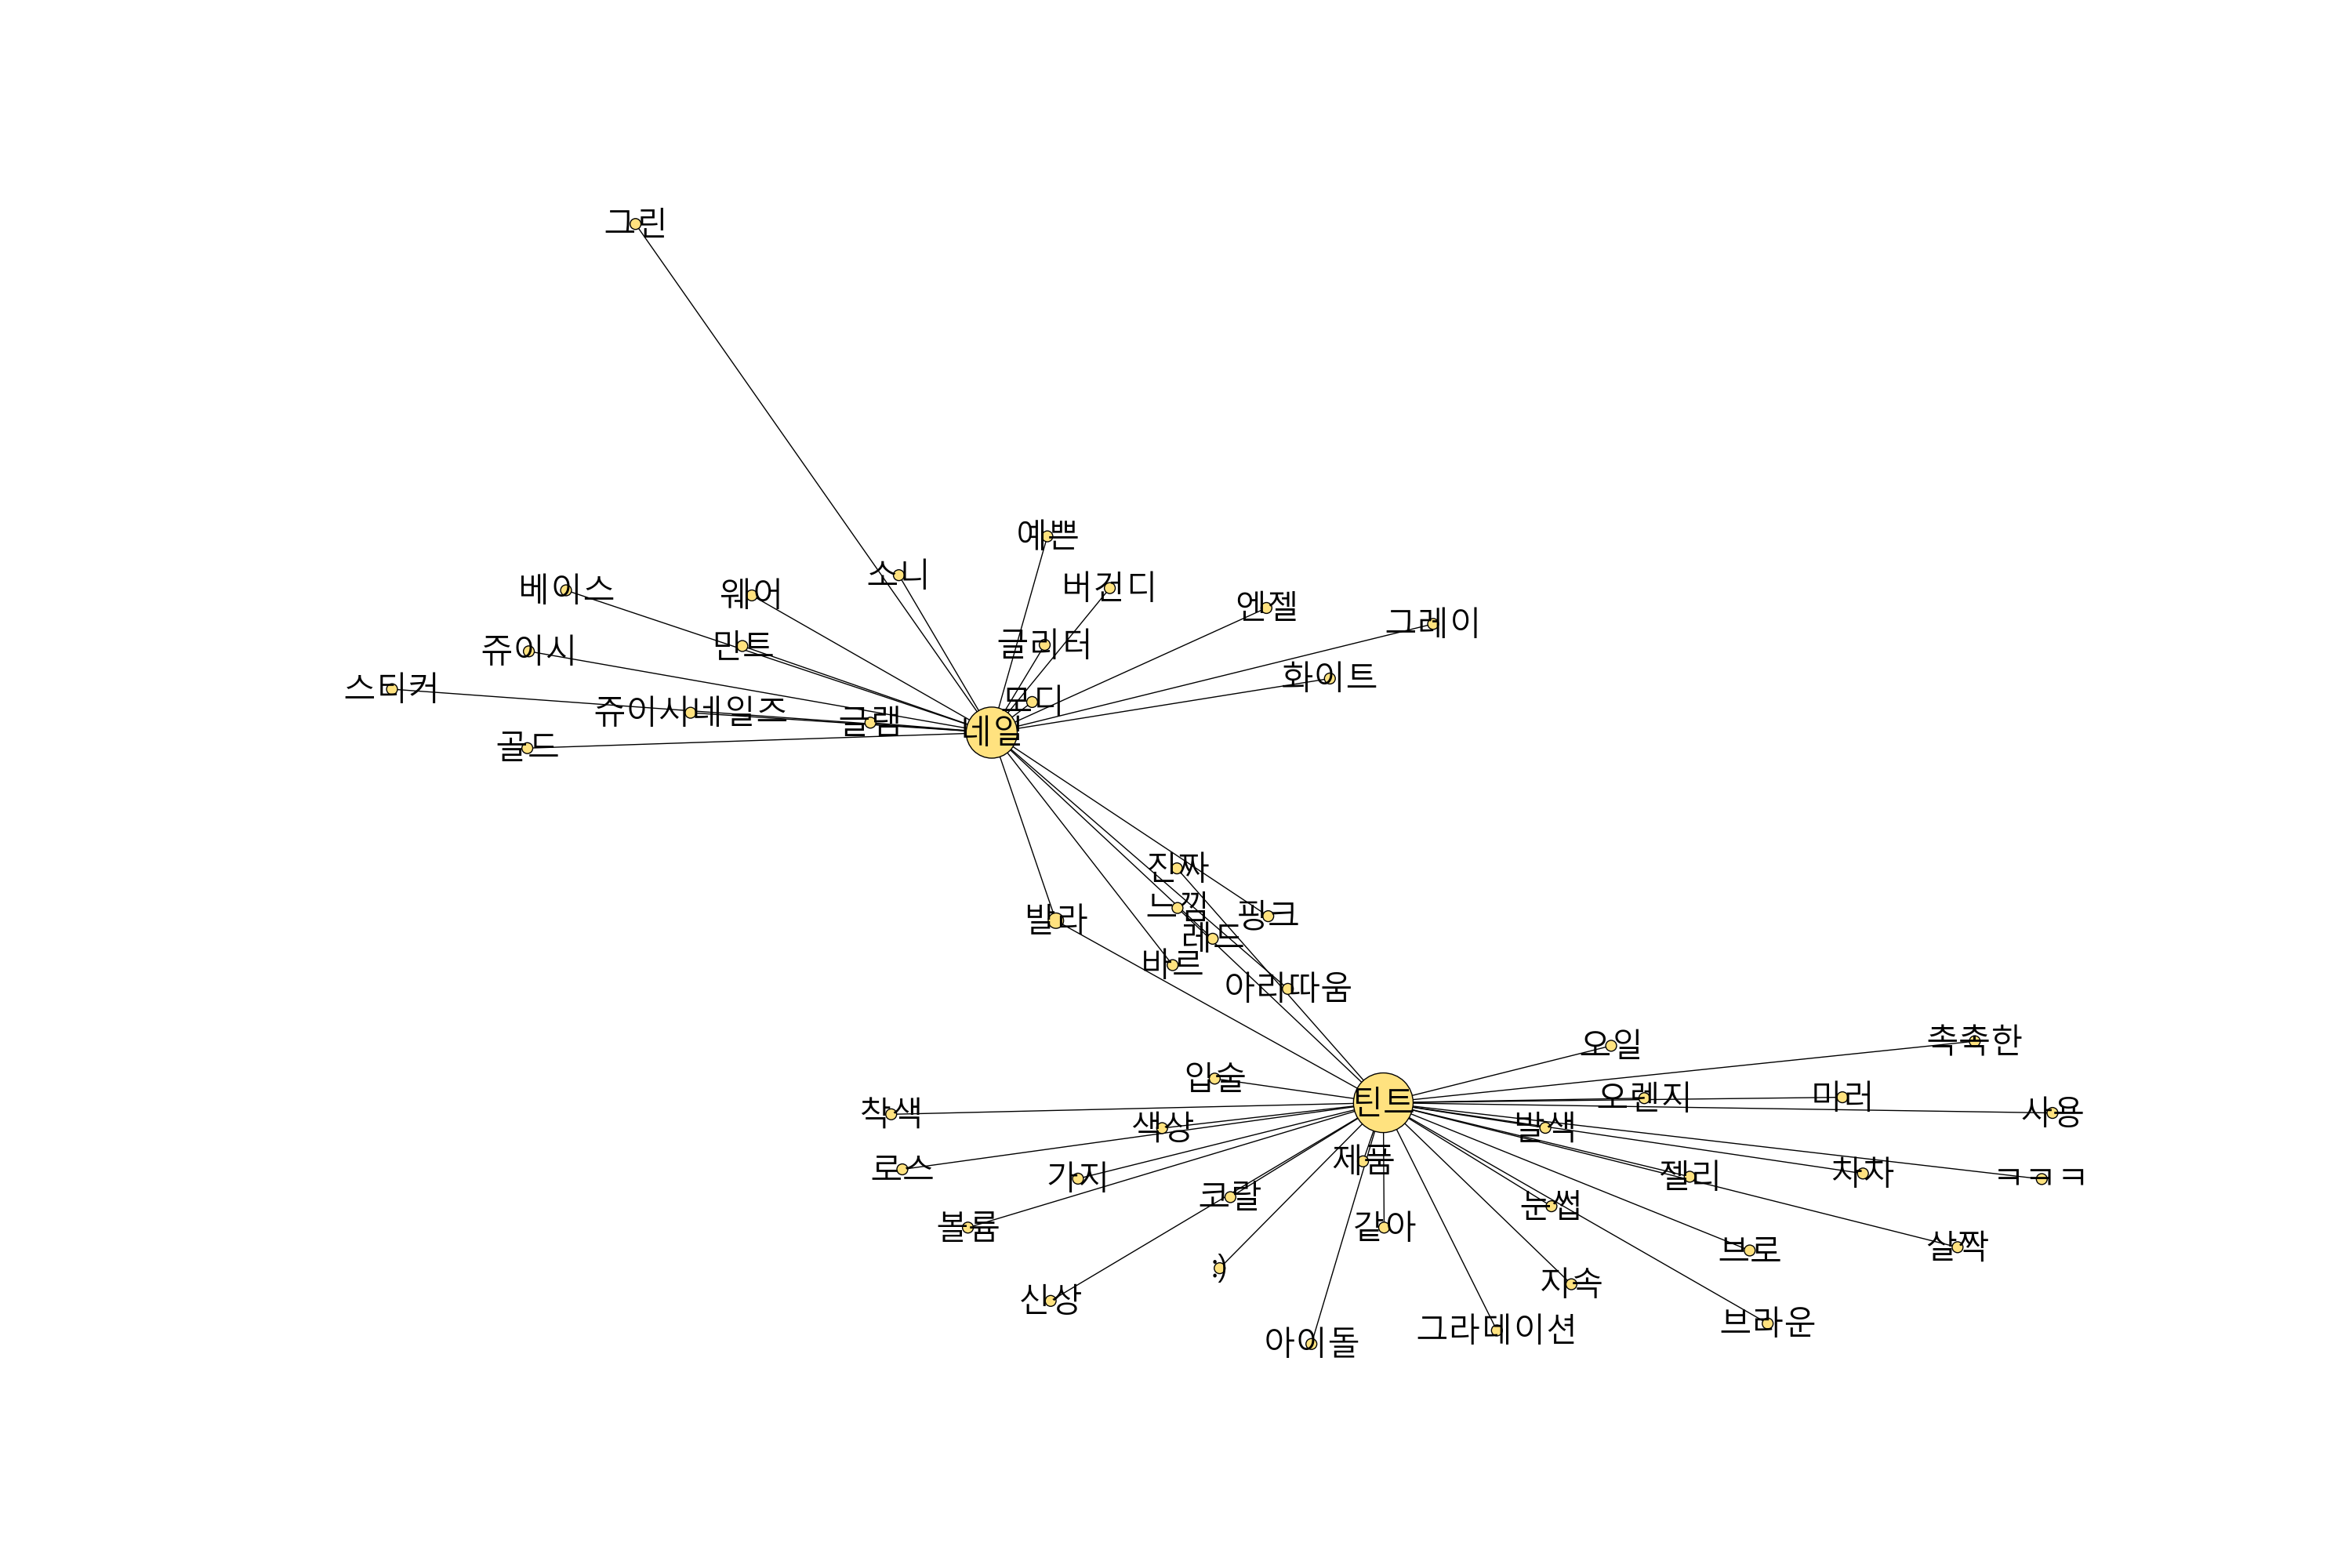 그린
예쁜
소니
버건디
베이스
웨어
엔젤
그레이
민트
글리터
쥬이시
화이트
스티커
모디
쥬이시네일즈
글램
네일
골드
진짜
느낌
핑크
발라
레드
바르
아리따움
오일
촉촉한
입술
오렌지
미러
틴트
착색
색상
발색
사용
제품
로스
가지
젤리
치차
ㅋㅋㅋ
코랄
눈썹
볼륨
같아
브로
살짝
:)
지속
신상
아이돌
그라데이션
브라운